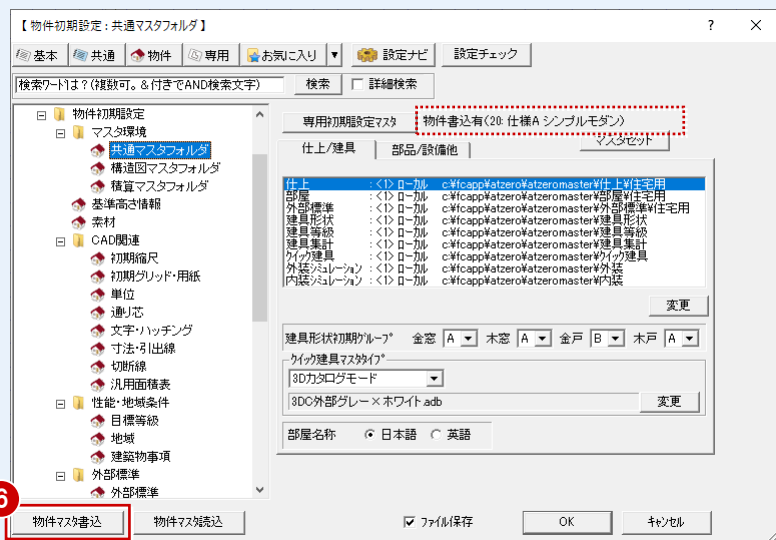 【 物件初期設定 : 共通マスタフォルダ 】
? ×
基本 共通 物件 専用 お気に入り ▼ 設定ナビ 設定チェック
検索ワードは？(複数可。＆付きでAND検索文字) 検索 詳細検索
物件初期設定
マスタ環境
共通マスタフォルダ
構造図マスタフォルダ
積算マスタフォルダ
基準高さ情報
素材
CAD関連
初期縮尺
初期グリッド・用紙
単位
通り芯
文字・ハッチング
寸法・引出線
切断線
汎用面積表
性能・地域条件
目標等級
地域
建築物事項
外部標準
外部標準
専用初期設定マスタ 物件書込有(20: 仕様A シンプルモダン)
マスタセット
仕上/建具 部品/設備他
仕上 : <1> ローカル c:¥fcapp¥atzero¥atzeromaster¥仕上¥住宅用
部屋 : <1> ローカル c:¥fcapp¥atzero¥atzeromaster¥部屋¥住宅用
外部標準 : <1> ローカル c:¥fcapp¥atzero¥atzeromaster¥外部標準¥住宅用
建具形状 : <1> ローカル c:¥fcapp¥atzero¥atzeromaster¥建具形状
建具等級 : <1> ローカル c:¥fcapp¥atzero¥atzeromaster¥建具等級
建具集計 : <1> ローカル c:¥fcapp¥atzero¥atzeromaster¥建具集計
クイック建具 : <1> ローカル c:¥fcapp¥atzero¥atzeromaster¥クイック建具
外装シミュレーション : <1> ローカル c:¥fcapp¥atzero¥atzeromaster¥外装
内装シミュレーション : <1> ローカル c:¥fcapp¥atzero¥atzeromaster¥内装
変更
建具形状初期グループ 金窓 A 木窓 A 金戸 B 木戸 A
クイック建具マスタタイプ
3Dカタログモード
3DC外部グレー×ホワイト.adb 変更
部屋名称 日本語 英語
6
物件マスタ書込 物件マスタ読込 ファイル保存 OK キャンセル